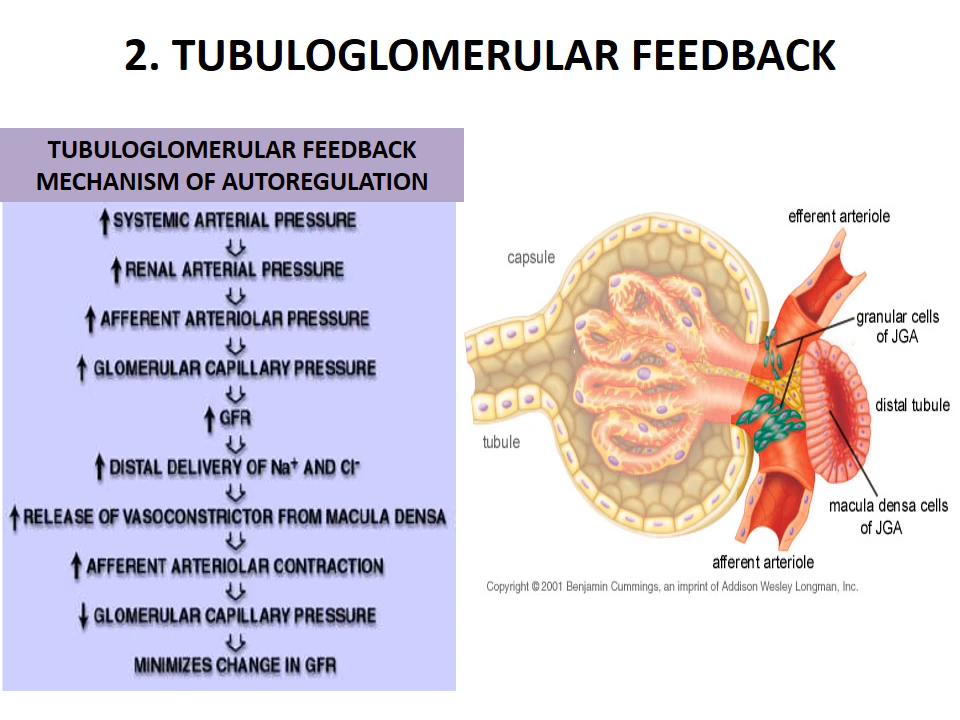 2. TUBULOGLOMERULAR FEEDBACK
TUBULOGLOMERULAR FEEDBACK
MECHANISM OF AUTOREGULATION
↑ SYSTEMIC ARTERIAL PRESSURE
↑ RENAL ARTERIAL PRESSURE
↑ AFFERENT ARTERIOLAR PRESSURE
↑ GLOMERULAR CAPILLARY PRESSURE
↑ GFR
↑ DISTAL DELIVERY OF Na⁺ AND Cl⁻
↑ RELEASE OF VASOCONSTRICTOR FROM MACULA DENSA
↑ AFFERENT ARTERIOLAR CONTRACTION
↓ GLOMERULAR CAPILLARY PRESSURE
MINIMIZES CHANGE IN GFR
efferent arteriole
capsule
granular cells
of JGA
distal tubule
tubule
macula densa cells
of JGA
afferent arteriole
Copyright © 2001 Benjamin Cummings, an imprint of Addison Wesley Longman, Inc.